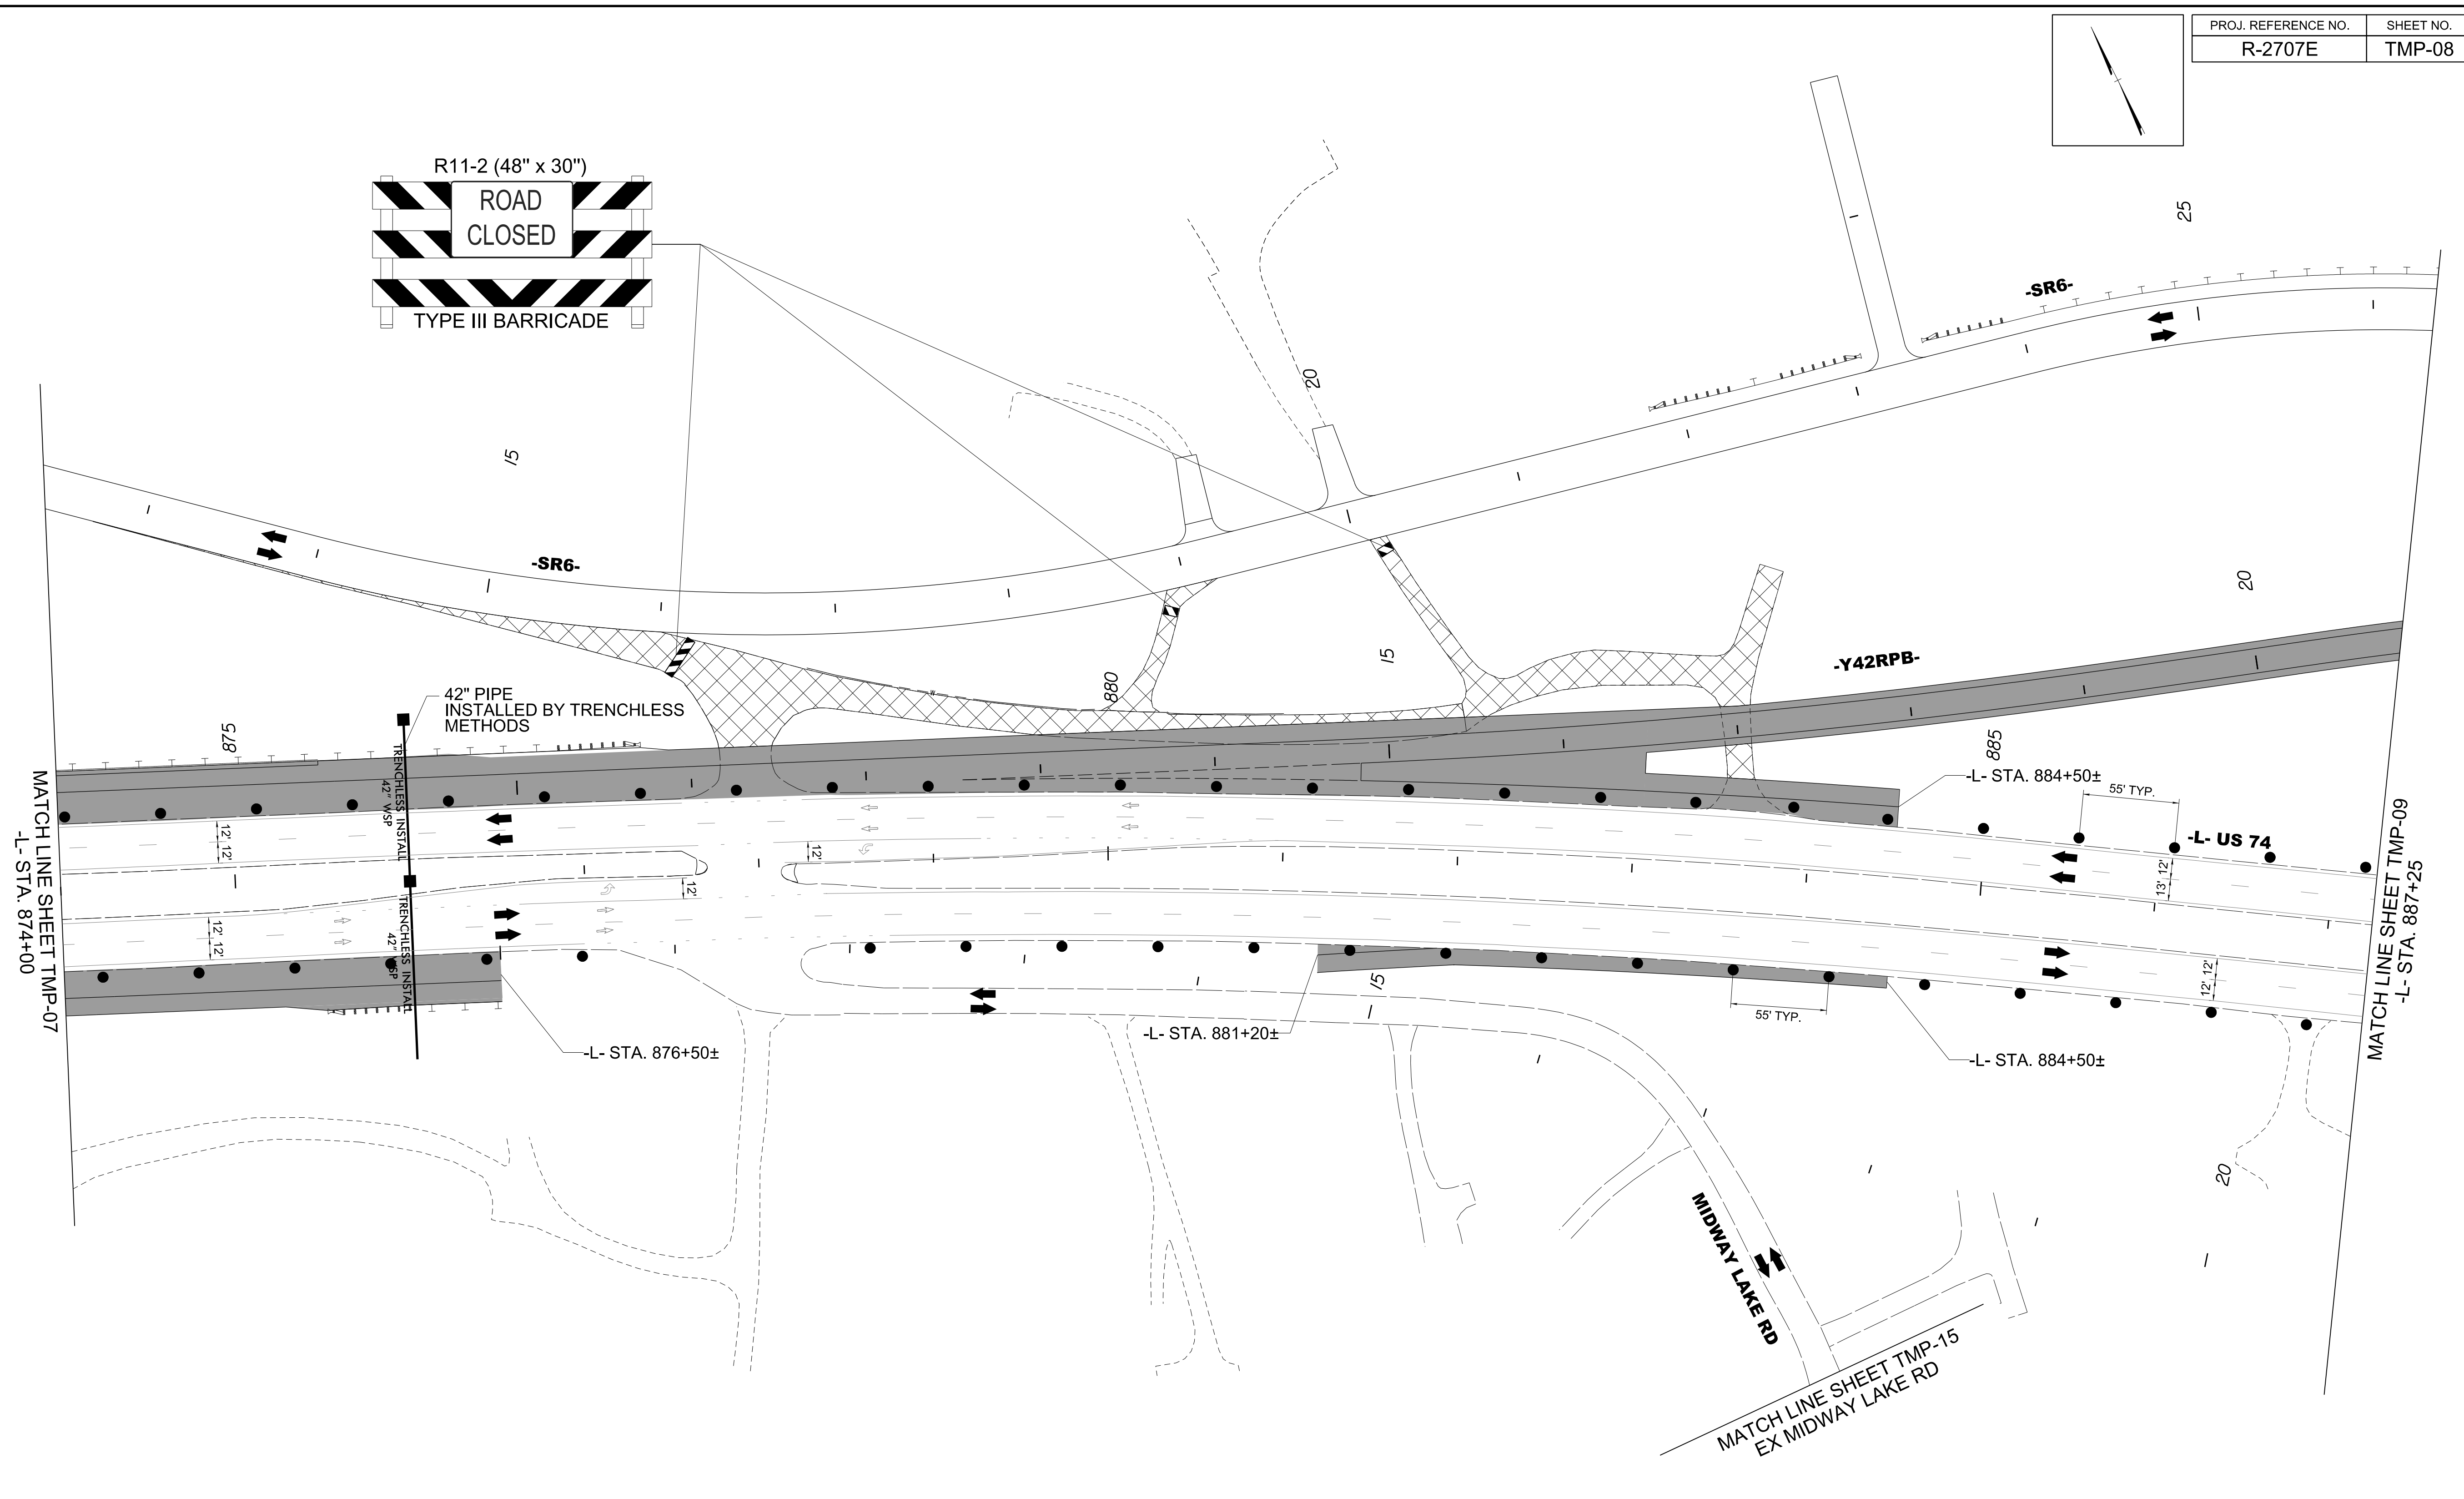 PROJ. REFERENCE NO.
SHEET NO.
R-2707E
TMP-08
R11-2 (48" x 30")
ROAD
CLOSED
TYPE III BARRICADE
25
-SR6-
20
15
-SR6-
20
15
-Y42RPB-
880
42" PIPE
INSTALLED BY TRENCHLESS
METHODS
875
885
TRENCHLESS INSTALL
42" WSP
-L- STA. 884+50±
55' TYP.
-L- US 74
MATCH LINE SHEET TMP-07
-L- STA. 874+00
12' 12'
12'
12'
13' 12'
MATCH LINE SHEET TMP-09
-L- STA. 887+25
12' 12'
TRENCHLESS INSTALL
42" WSP
12' 12'
15
55' TYP.
-L- STA. 876+50±
-L- STA. 881+20±
-L- STA. 884+50±
20
MIDWAY LAKE RD
MATCH LINE SHEET TMP-15
EX MIDWAY LAKE RD